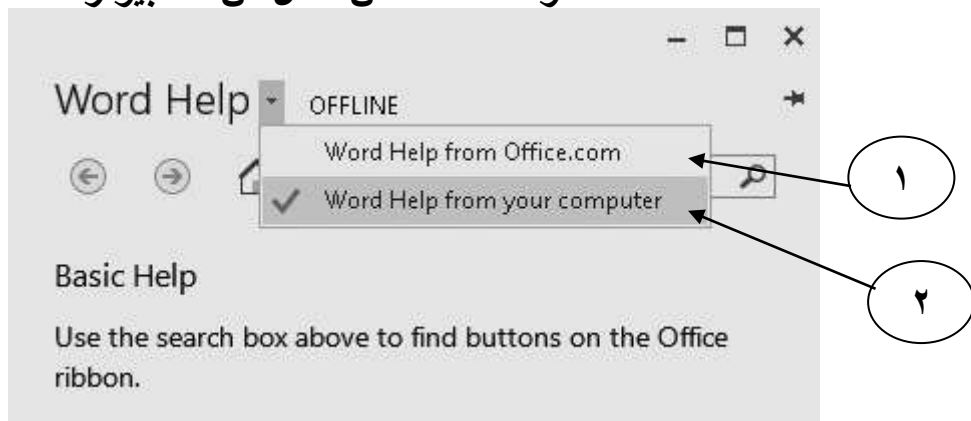 Word Help OFFLINE
Word Help from Office.com
١
Word Help from your computer
٢
Basic Help
Use the search box above to find buttons on the Office
ribbon.